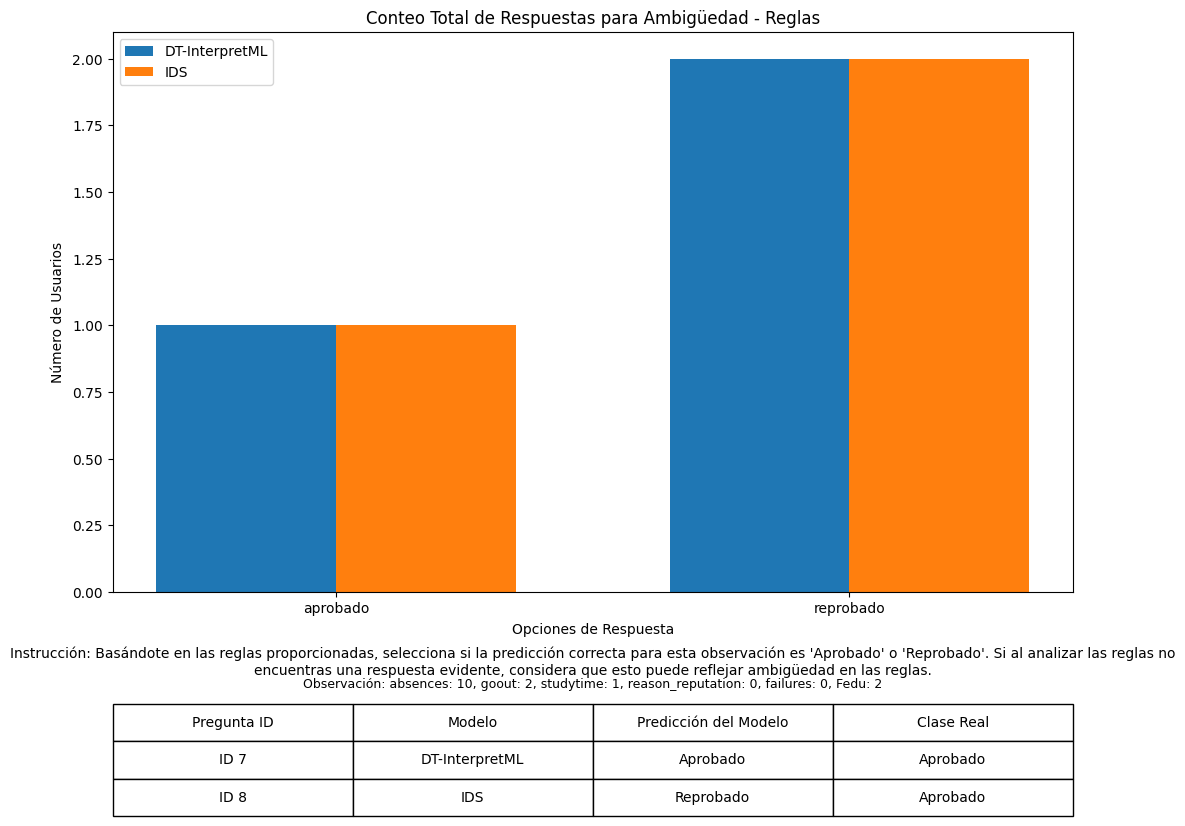 Conteo Total de Respuestas para Ambigüedad - Reglas
DT-InterpretML
IDS
2.00
1.75
1.50
1.25
1.00
0.75
0.50
0.25
0.00
Número de Usuarios
aprobado
reprobado
Opciones de Respuesta
Instrucción: Basándote en las reglas proporcionadas, selecciona si la predicción correcta para esta observación es 'Aprobado' o 'Reprobado'. Si al analizar las reglas no
encuentras una respuesta evidente, considera que esto puede reflejar ambigüedad en las reglas.
Observación: absences: 10, goout: 2, studytime: 1, reason_reputation: 0, failures: 0, Fedu: 2
Pregunta ID Modelo Predicción del Modelo Clase Real
ID 7 DT-InterpretML Aprobado Aprobado
ID 8 IDS Reprobado Aprobado